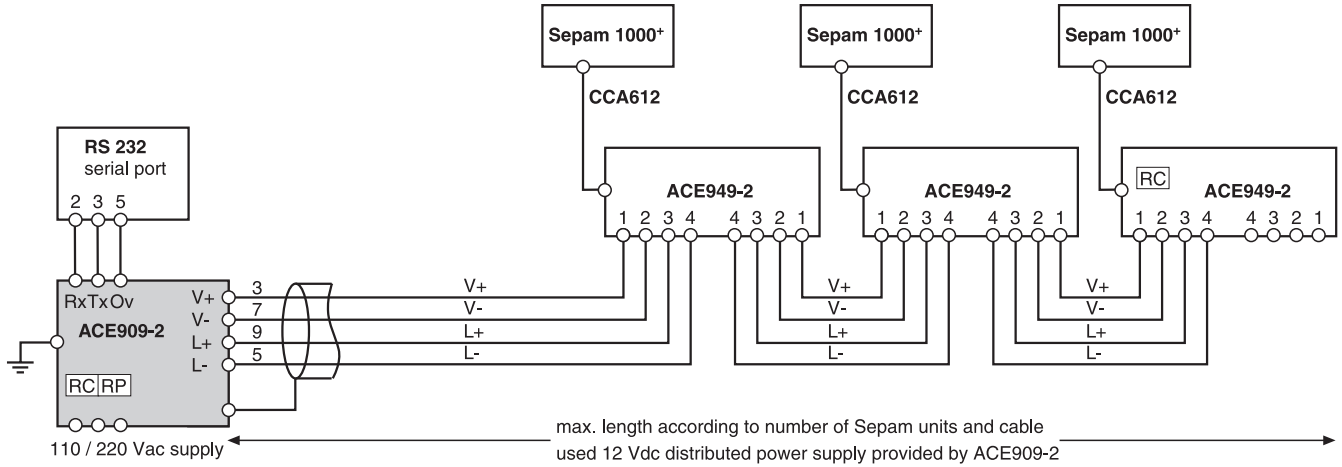 Sepam 1000+ Sepam 1000+ Sepam 1000+
CCA612 CCA612 CCA612
RS 232
serial port
2 3 5
ACE949-2 ACE949-2 RC ACE949-2
1 2 3 4 4 3 2 1 1 2 3 4 4 3 2 1 1 2 3 4 4 3 2 1
Rx Tx Ov
ACE909-2
RC RP
V+ 3 V+ V+ V+
V- 7 V- V- V-
L+ 9 L+ L+ L+
L- 5 L- L- L-
110 / 220 Vac supply
max. length according to number of Sepam units and cable
used 12 Vdc distributed power supply provided by ACE909-2